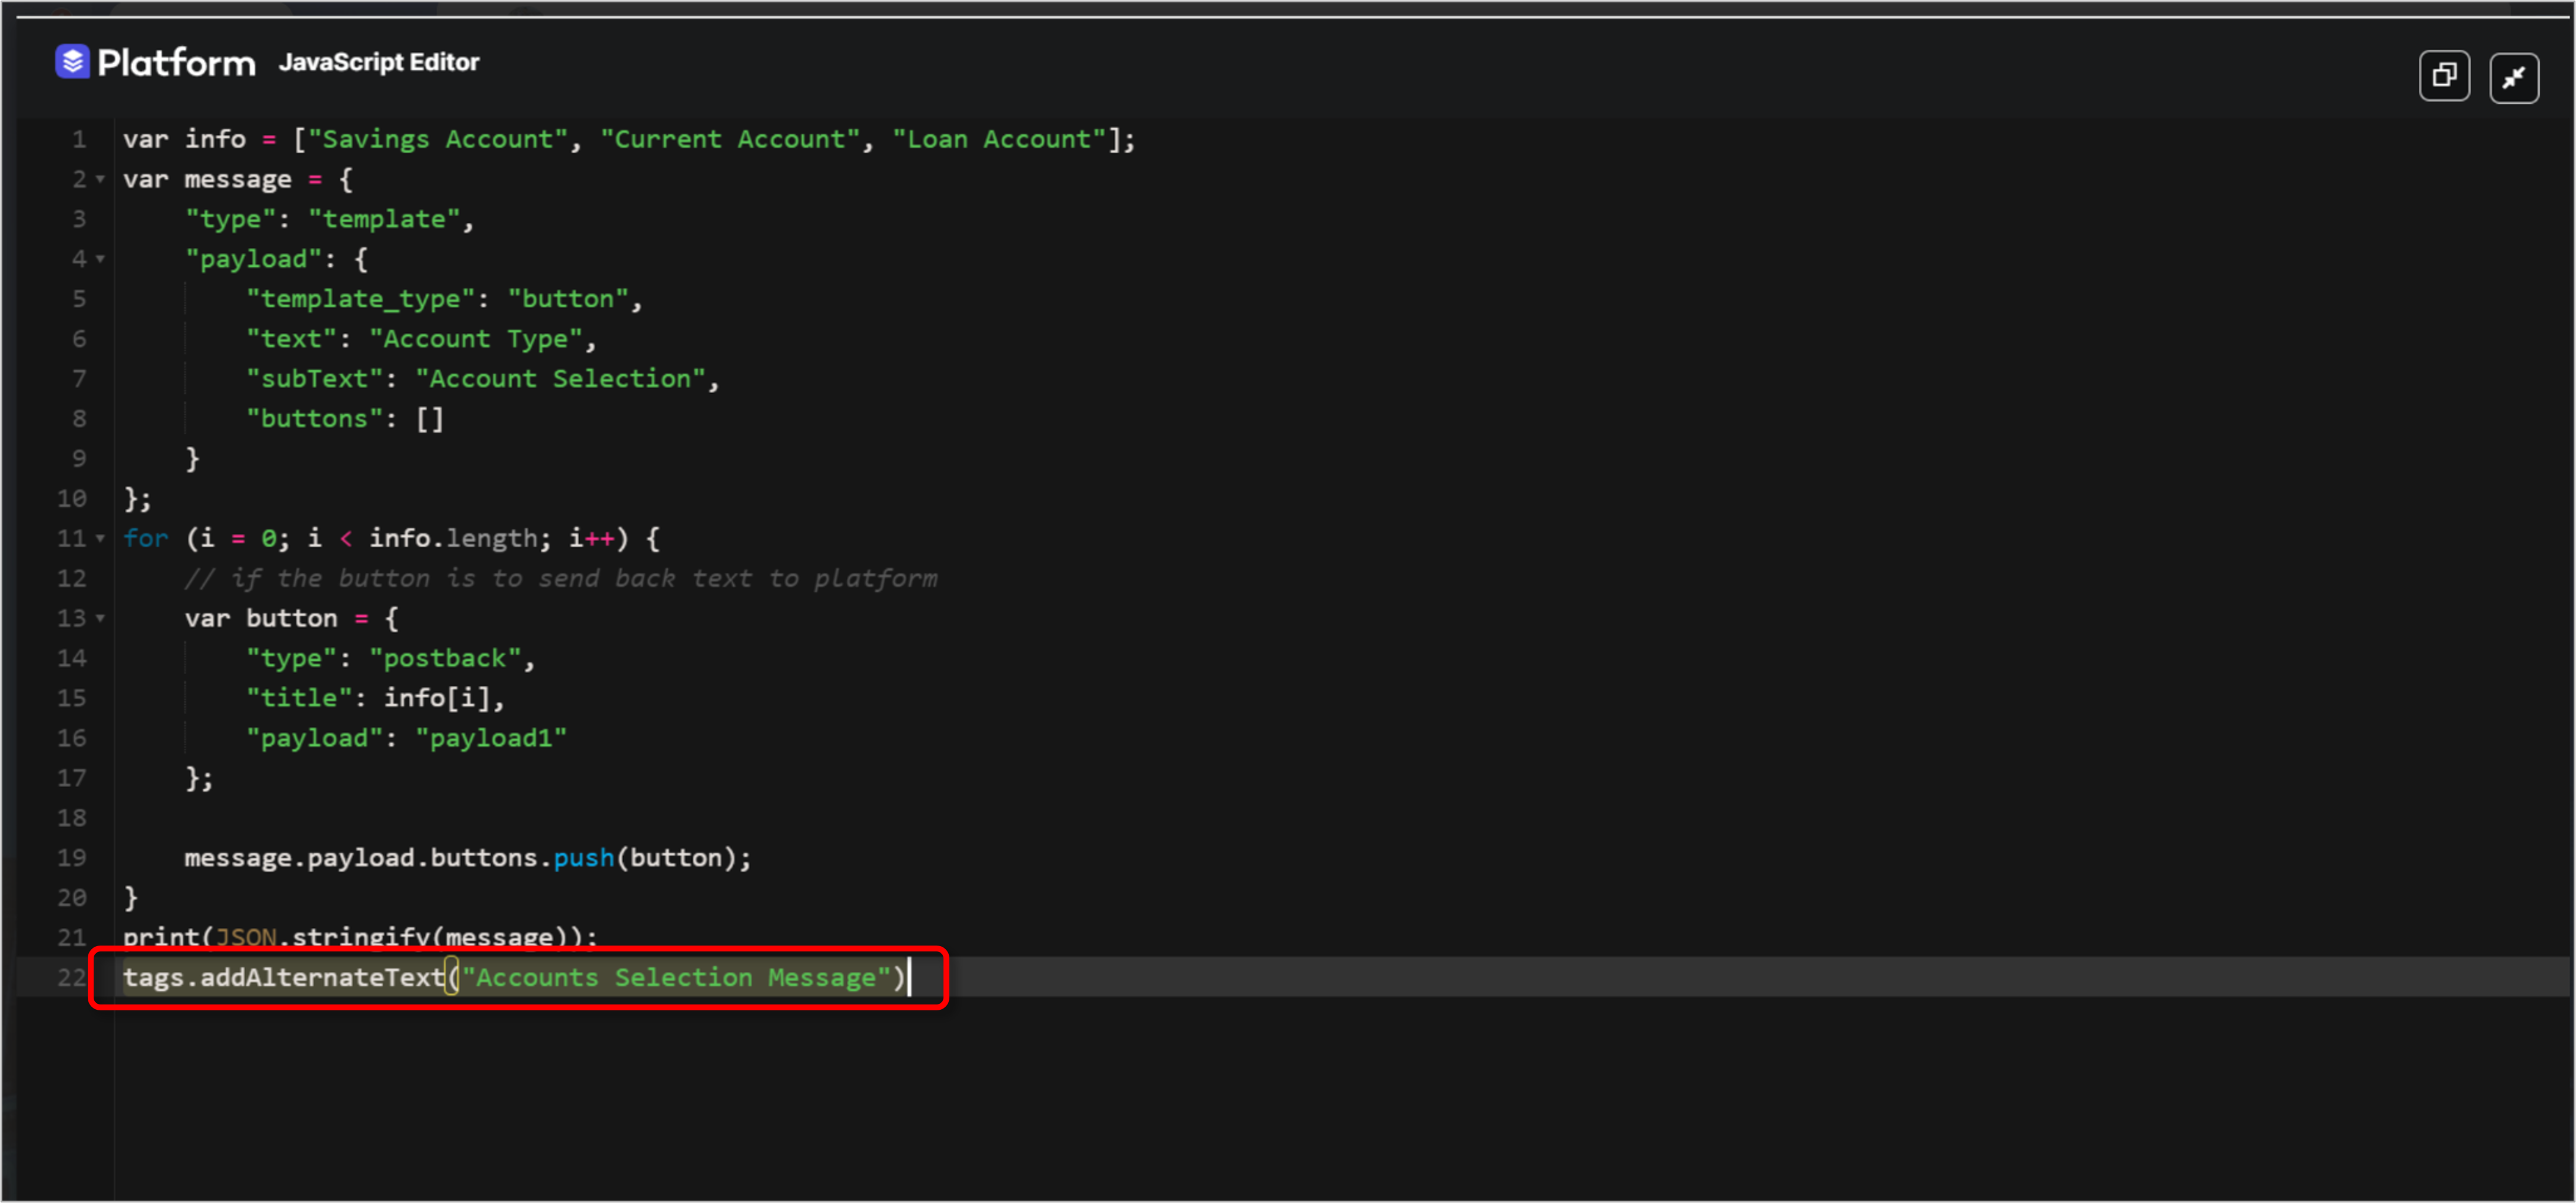 Platform JavaScript Editor
1 var info = ["Savings Account", "Current Account", "Loan Account"];
2 var message = {
3     "type": "template",
4     "payload": {
5         "template_type": "button",
6         "text": "Account Type",
7         "subText": "Account Selection",
8         "buttons": []
9     }
10 };
11 for (i = 0; i < info.length; i++) {
12     // if the button is to send back text to platform
13     var button = {
14         "type": "postback",
15         "title": info[i],
16         "payload": "payload1"
17     };
18
19     message.payload.buttons.push(button);
20 }
21 print(JSON.stringify(message));
22 tags.addAlternateText("Accounts Selection Message")